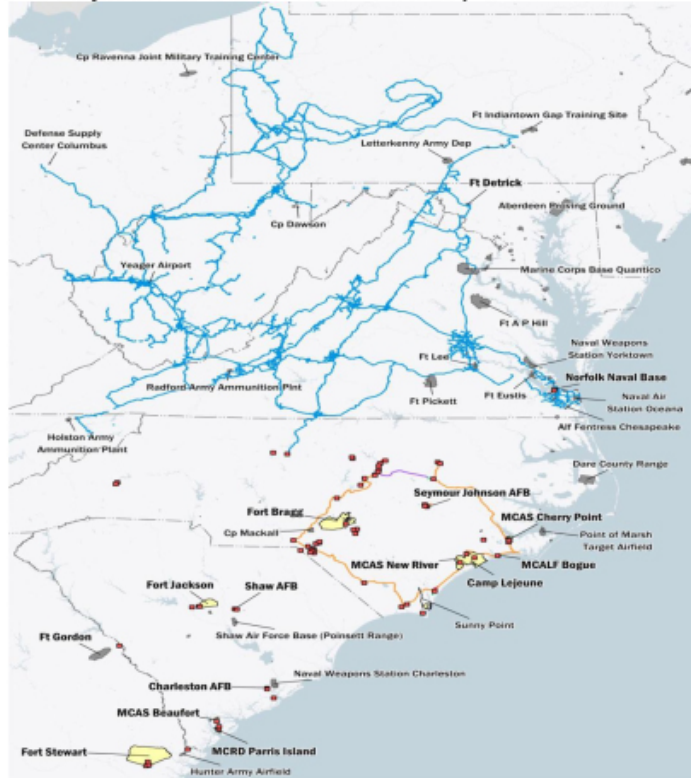 Cp Ravenna Joint Military Training Center
Ft Indiantown Gap Training Site
Defense Supply
Center Columbus
Letterkenny Army Dep
Ft Detrick
Aberdeen Proving Ground
Cp Dawson
Yeager Airport
Marine Corps Base Quantico
Ft A P Hill
Naval Weapons
Station Yorktown
Ft Lee
Norfolk Naval Base
Radford Army Ammunition Plnt
Ft Pickett
Ft Eustis
Naval Air
Station Oceana
Alf Fentress Chesapeake
Holston Army
Ammunition Plant
Dare County Range
Seymour Johnson AFB
Fort Bragg
MCAS Cherry Point
Cp Mackall
Point of Marsh
Target Airfield
MCAS New River
MCALF Bogue
Camp Lejeune
Fort Jackson
Shaw AFB
Sunny Point
Shaw Air Force Base (Poinsett Range)
Ft Gordon
Naval Weapons Station Charleston
Charleston AFB
MCAS Beaufort
Fort Stewart
MCRD Parris Island
Hunter Army Airfield